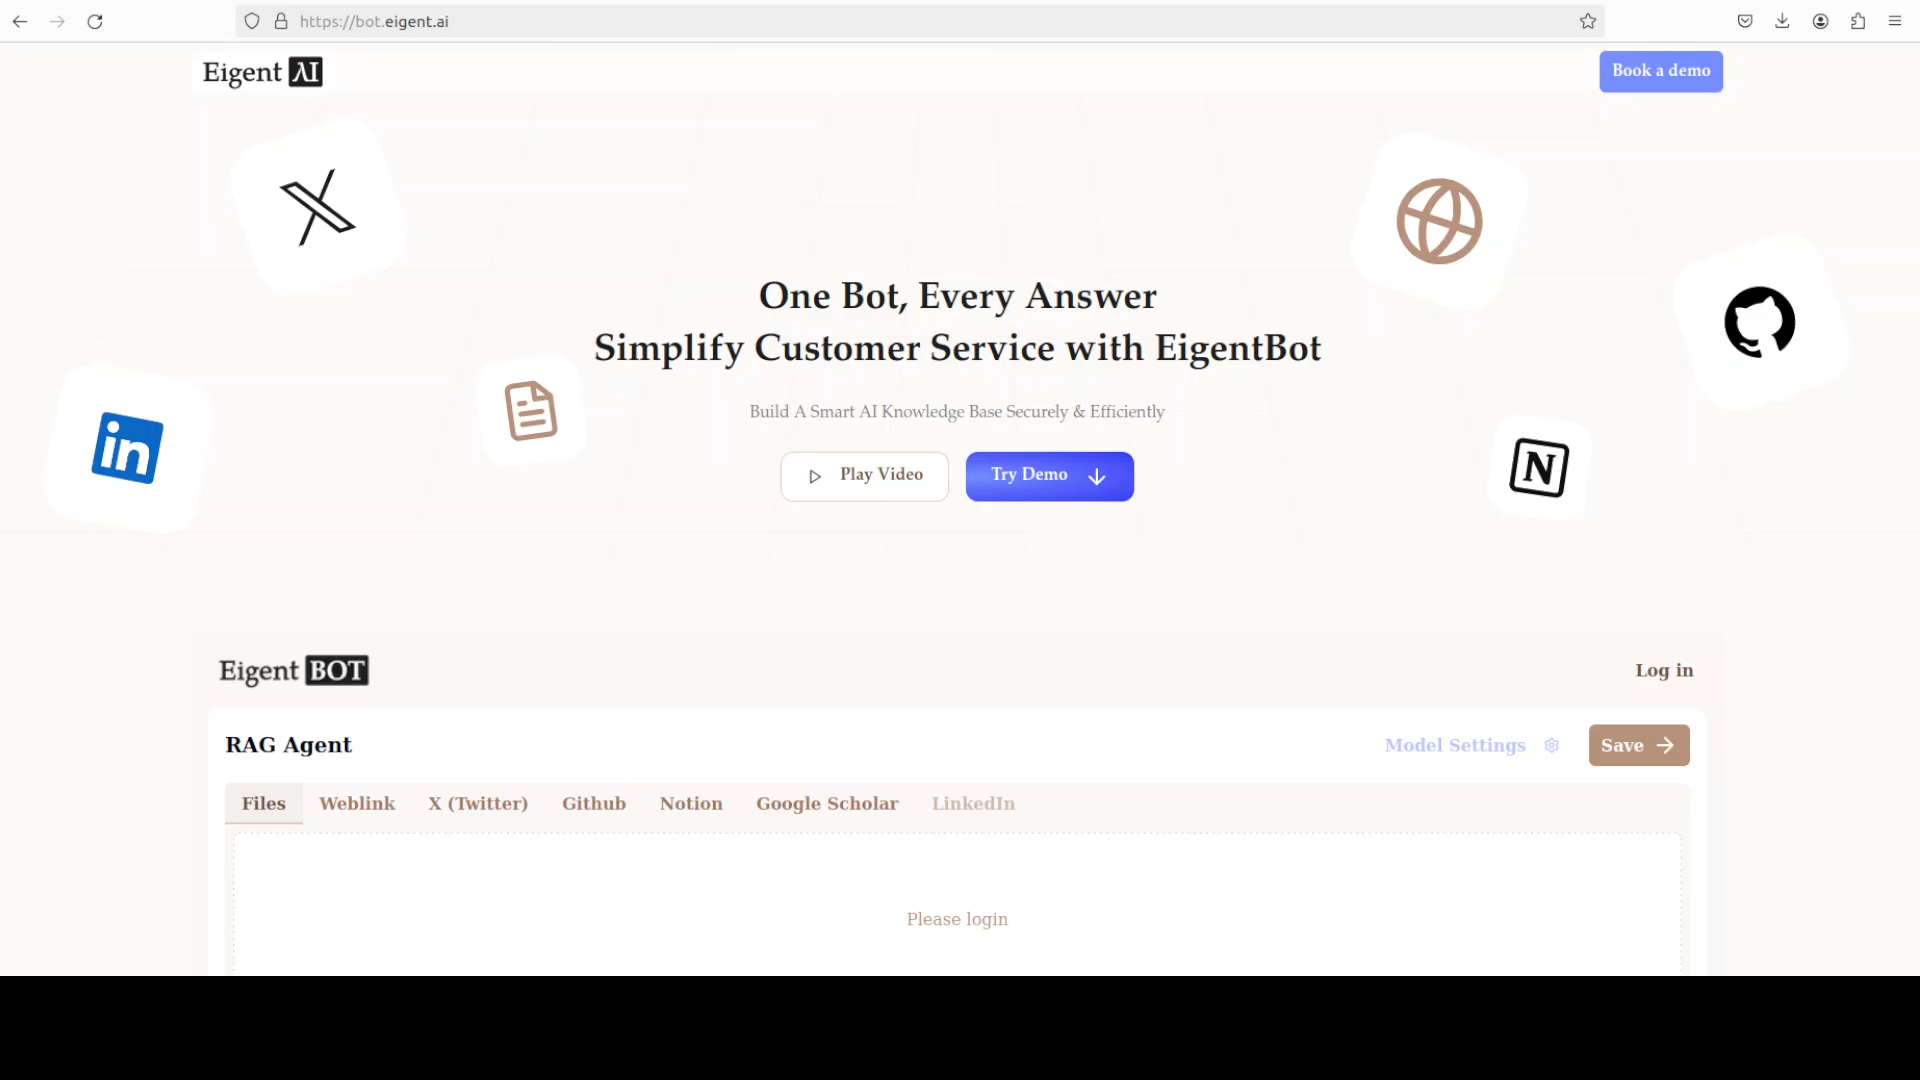 https://bot.eigent.ai
Eigent AI
Book a demo
One Bot, Every Answer
Simplify Customer Service with EigentBot
Build A Smart AI Knowledge Base Securely & Efficiently
Play Video
Try Demo
in
N
Eigent BOT
Log in
RAG Agent
Model Settings
Save
Files Weblink X (Twitter) Github Notion Google Scholar LinkedIn
Please login